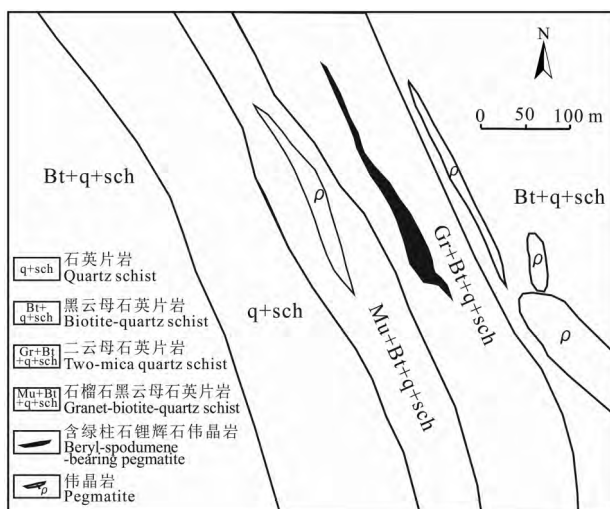 N
0 50 100 m
Bt+q+sch
Bt+q+sch
ρ
ρ
ρ
ρ
q+sch
Mu+Bt+q+sch
Gr+Bt+q+sch
q+sch 石英片岩
Quartz schist
Bt+
q+sch 黑云母石英片岩
Biotite-quartz schist
Gr+Bt
+q+sch 二云母石英片岩
Two-mica quartz schist
Mu+Bt
+q+sch 石榴石黑云母石英片岩
Granet-biotite-quartz schist
含绿柱石锂辉石伟晶岩
Beryl-spodumene
-bearing pegmatite
ρ 伟晶岩
Pegmatite